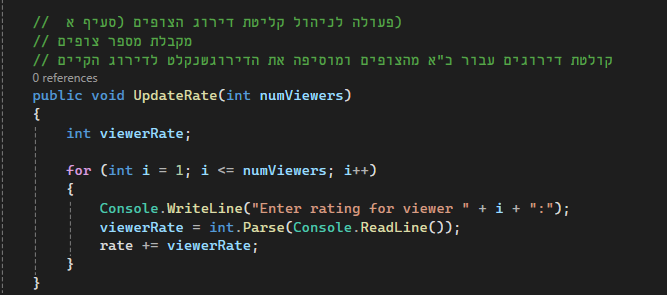 // פעולה לניהול קליטת דירוג הצופים (סעיף א)
// מקבלת מספר צופים
// קולטת דירוגים עבור כ"א מהצופים ומוסיפה את הדירוגשנקלט לדירוג הקיים
0 references
public void UpdateRate(int numViewers)
{
int viewerRate;
for (int i = 1; i <= numViewers; i++)
{
Console.WriteLine("Enter rating for viewer " + i + ":");
viewerRate = int.Parse(Console.ReadLine());
rate += viewerRate;
}
}